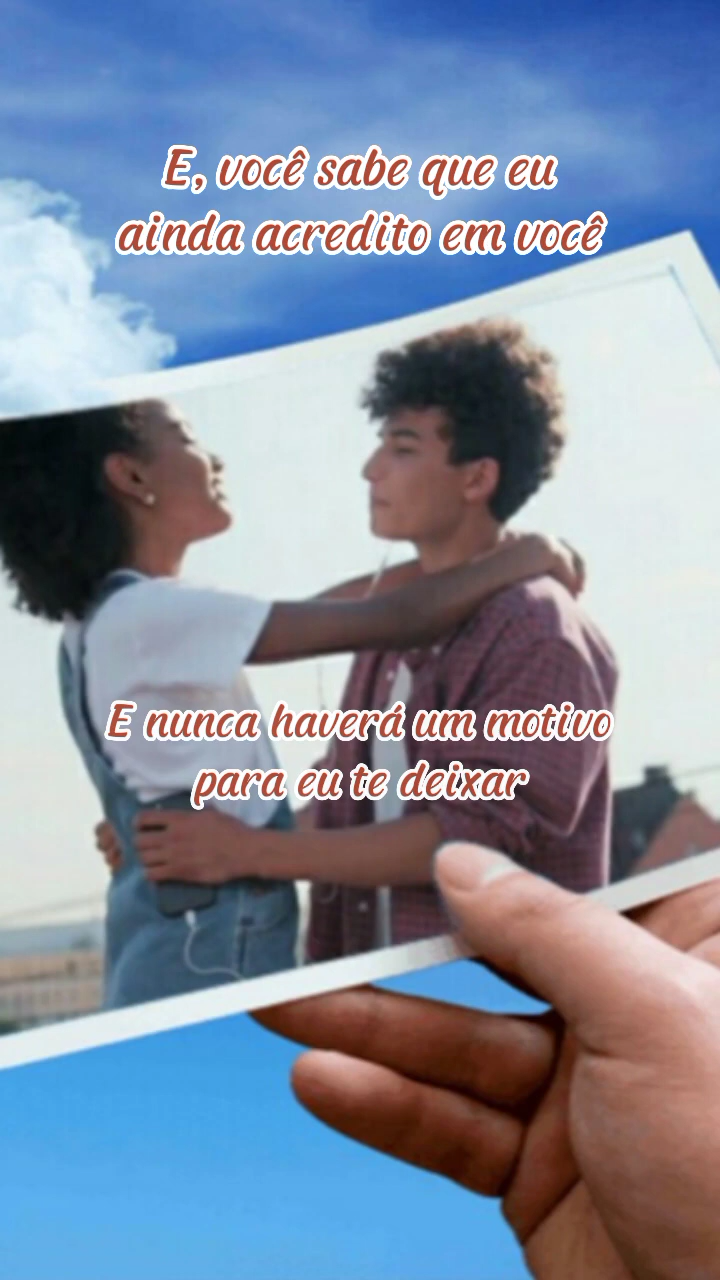 E, você sabe que eu
ainda acredito em você
E nunca haverá um motivo
para eu te deixar